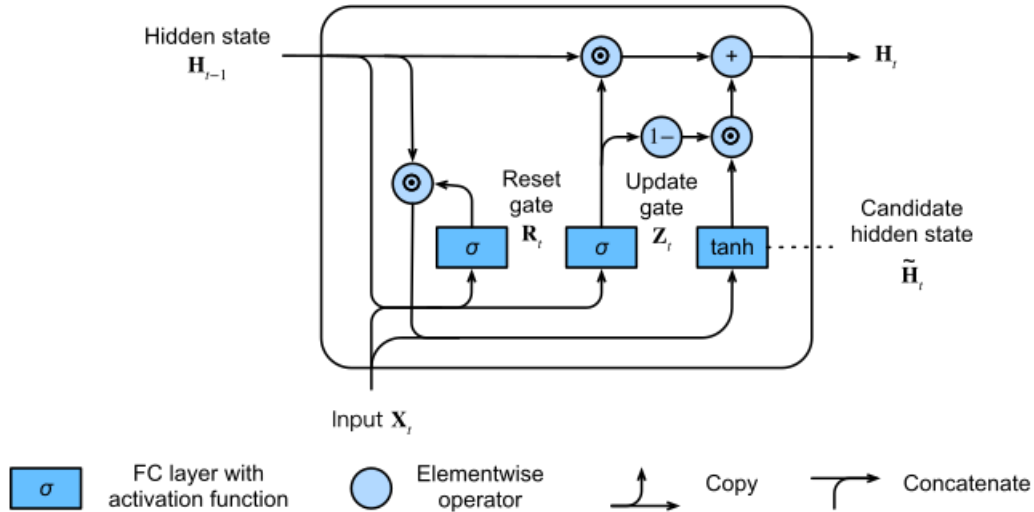 Hidden state
H_{t−1}
⊙
+
H_t
1−
⊙
⊙
Reset
gate
R_t
Update
gate
Z_t
σ
σ
tanh
Candidate
hidden state
H̃_t
Input X_t
σ
FC layer with
activation function
Elementwise
operator
Copy
Concatenate